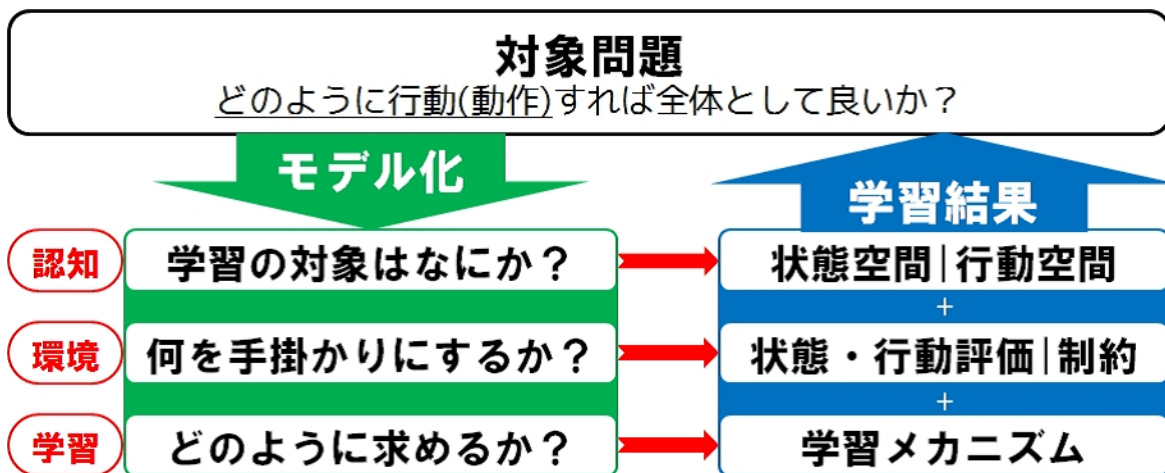 対象問題
どのように行動(動作)すれば全体として良いか？
モデル化
学習結果
認知 学習の対象はなにか？ 状態空間|行動空間
+
環境 何を手掛かりにするか？ 状態・行動評価|制約
+
学習 どのように求めるか？ 学習メカニズム